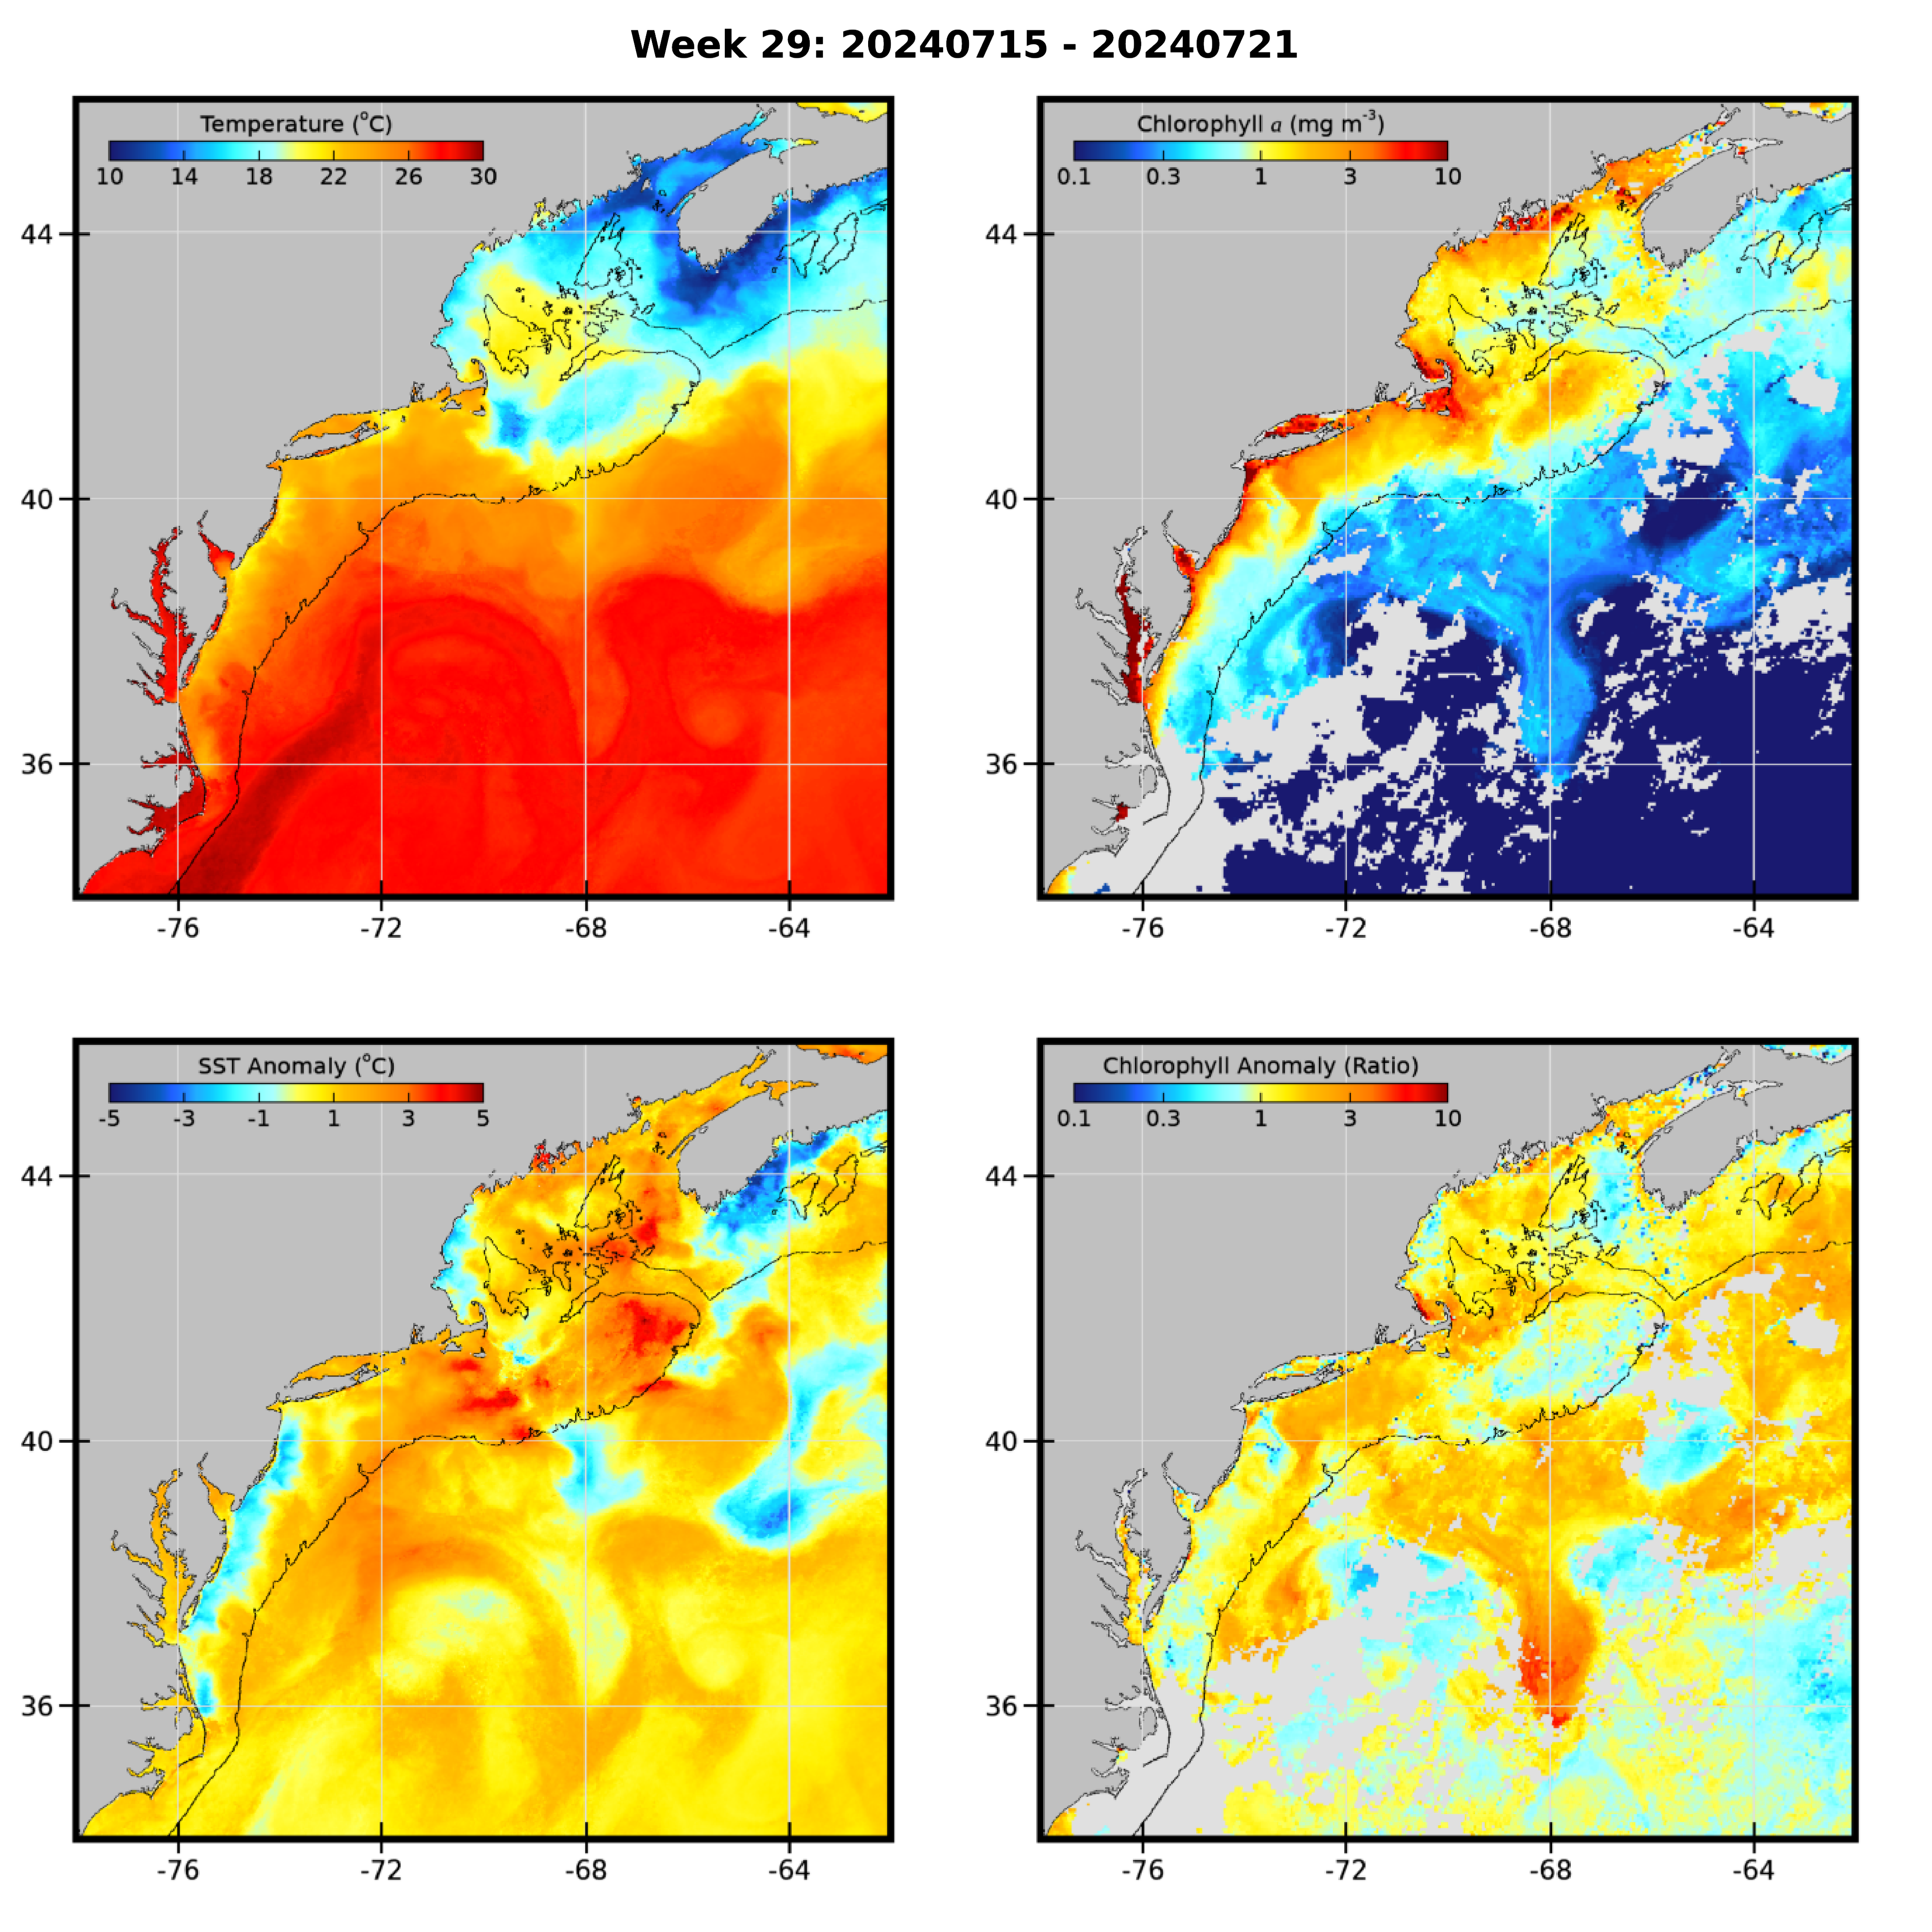 Week 29: 20240715 - 20240721
Temperature (°C)
10 14 18 22 26 30
44
40
36
-76 -72 -68 -64
Chlorophyll a (mg m⁻³)
0.1 0.3 1 3 10
44
40
36
-76 -72 -68 -64
SST Anomaly (°C)
-5 -3 -1 1 3 5
44
40
36
-76 -72 -68 -64
Chlorophyll Anomaly (Ratio)
0.1 0.3 1 3 10
44
40
36
-76 -72 -68 -64